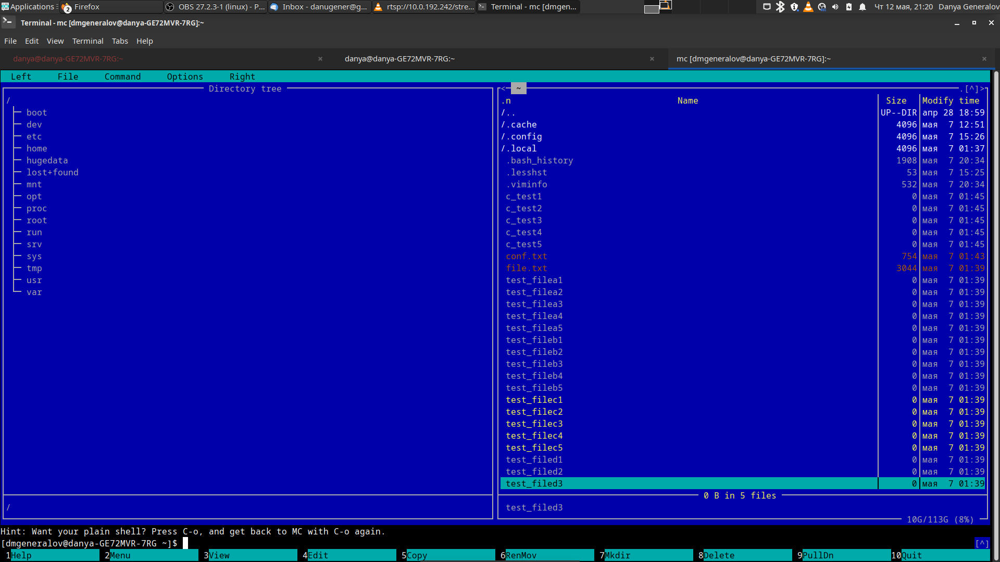 Applications Firefox OBS 27.2.3-1 (linux) - P... Inbox - danugener@g... rtsp://10.0.192.242/stre... Terminal - mc [dmgen... Чт 12 мая, 21:20 Danya Generalov
2
Terminal - mc [dmgeneralov@danya-GE72MVR-7RG]:~
File Edit View Terminal Tabs Help
danya@danya-GE72MVR-7RG:~ × danya@danya-GE72MVR-7RG:~ × mc [dmgeneralov@danya-GE72MVR-7RG]:~ ×
Left File Command Options Right
Directory tree
/
boot
dev
etc
home
hugedata
lost+found
mnt
opt
proc
root
run
srv
sys
tmp
usr
var
/
<─ ~ .[^]>
.n Name Size Modify time
/.. UP--DIR апр 28 18:59
/.cache 4096 мая 7 12:51
/.config 4096 мая 7 15:26
/.local 4096 мая 7 01:37
.bash_history 1908 мая 7 20:34
.lesshst 53 мая 7 15:25
.viminfo 532 мая 7 20:34
c_test1 0 мая 7 01:45
c_test2 0 мая 7 01:45
c_test3 0 мая 7 01:45
c_test4 0 мая 7 01:45
c_test5 0 мая 7 01:45
conf.txt 754 мая 7 01:43
file.txt 3044 мая 7 01:39
test_filea1 0 мая 7 01:39
test_filea2 0 мая 7 01:39
test_filea3 0 мая 7 01:39
test_filea4 0 мая 7 01:39
test_filea5 0 мая 7 01:39
test_fileb1 0 мая 7 01:39
test_fileb2 0 мая 7 01:39
test_fileb3 0 мая 7 01:39
test_fileb4 0 мая 7 01:39
test_fileb5 0 мая 7 01:39
test_filec1 0 мая 7 01:39
test_filec2 0 мая 7 01:39
test_filec3 0 мая 7 01:39
test_filec4 0 мая 7 01:39
test_filec5 0 мая 7 01:39
test_filed1 0 мая 7 01:39
test_filed2 0 мая 7 01:39
test_filed3 0 мая 7 01:39
0 B in 5 files
test_filed3
10G/113G (8%)
Hint: Want your plain shell? Press C-o, and get back to MC with C-o again.
[dmgeneralov@danya-GE72MVR-7RG ~]$ [^]
1Help 2Menu 3View 4Edit 5Copy 6RenMov 7Mkdir 8Delete 9PullDn 10Quit